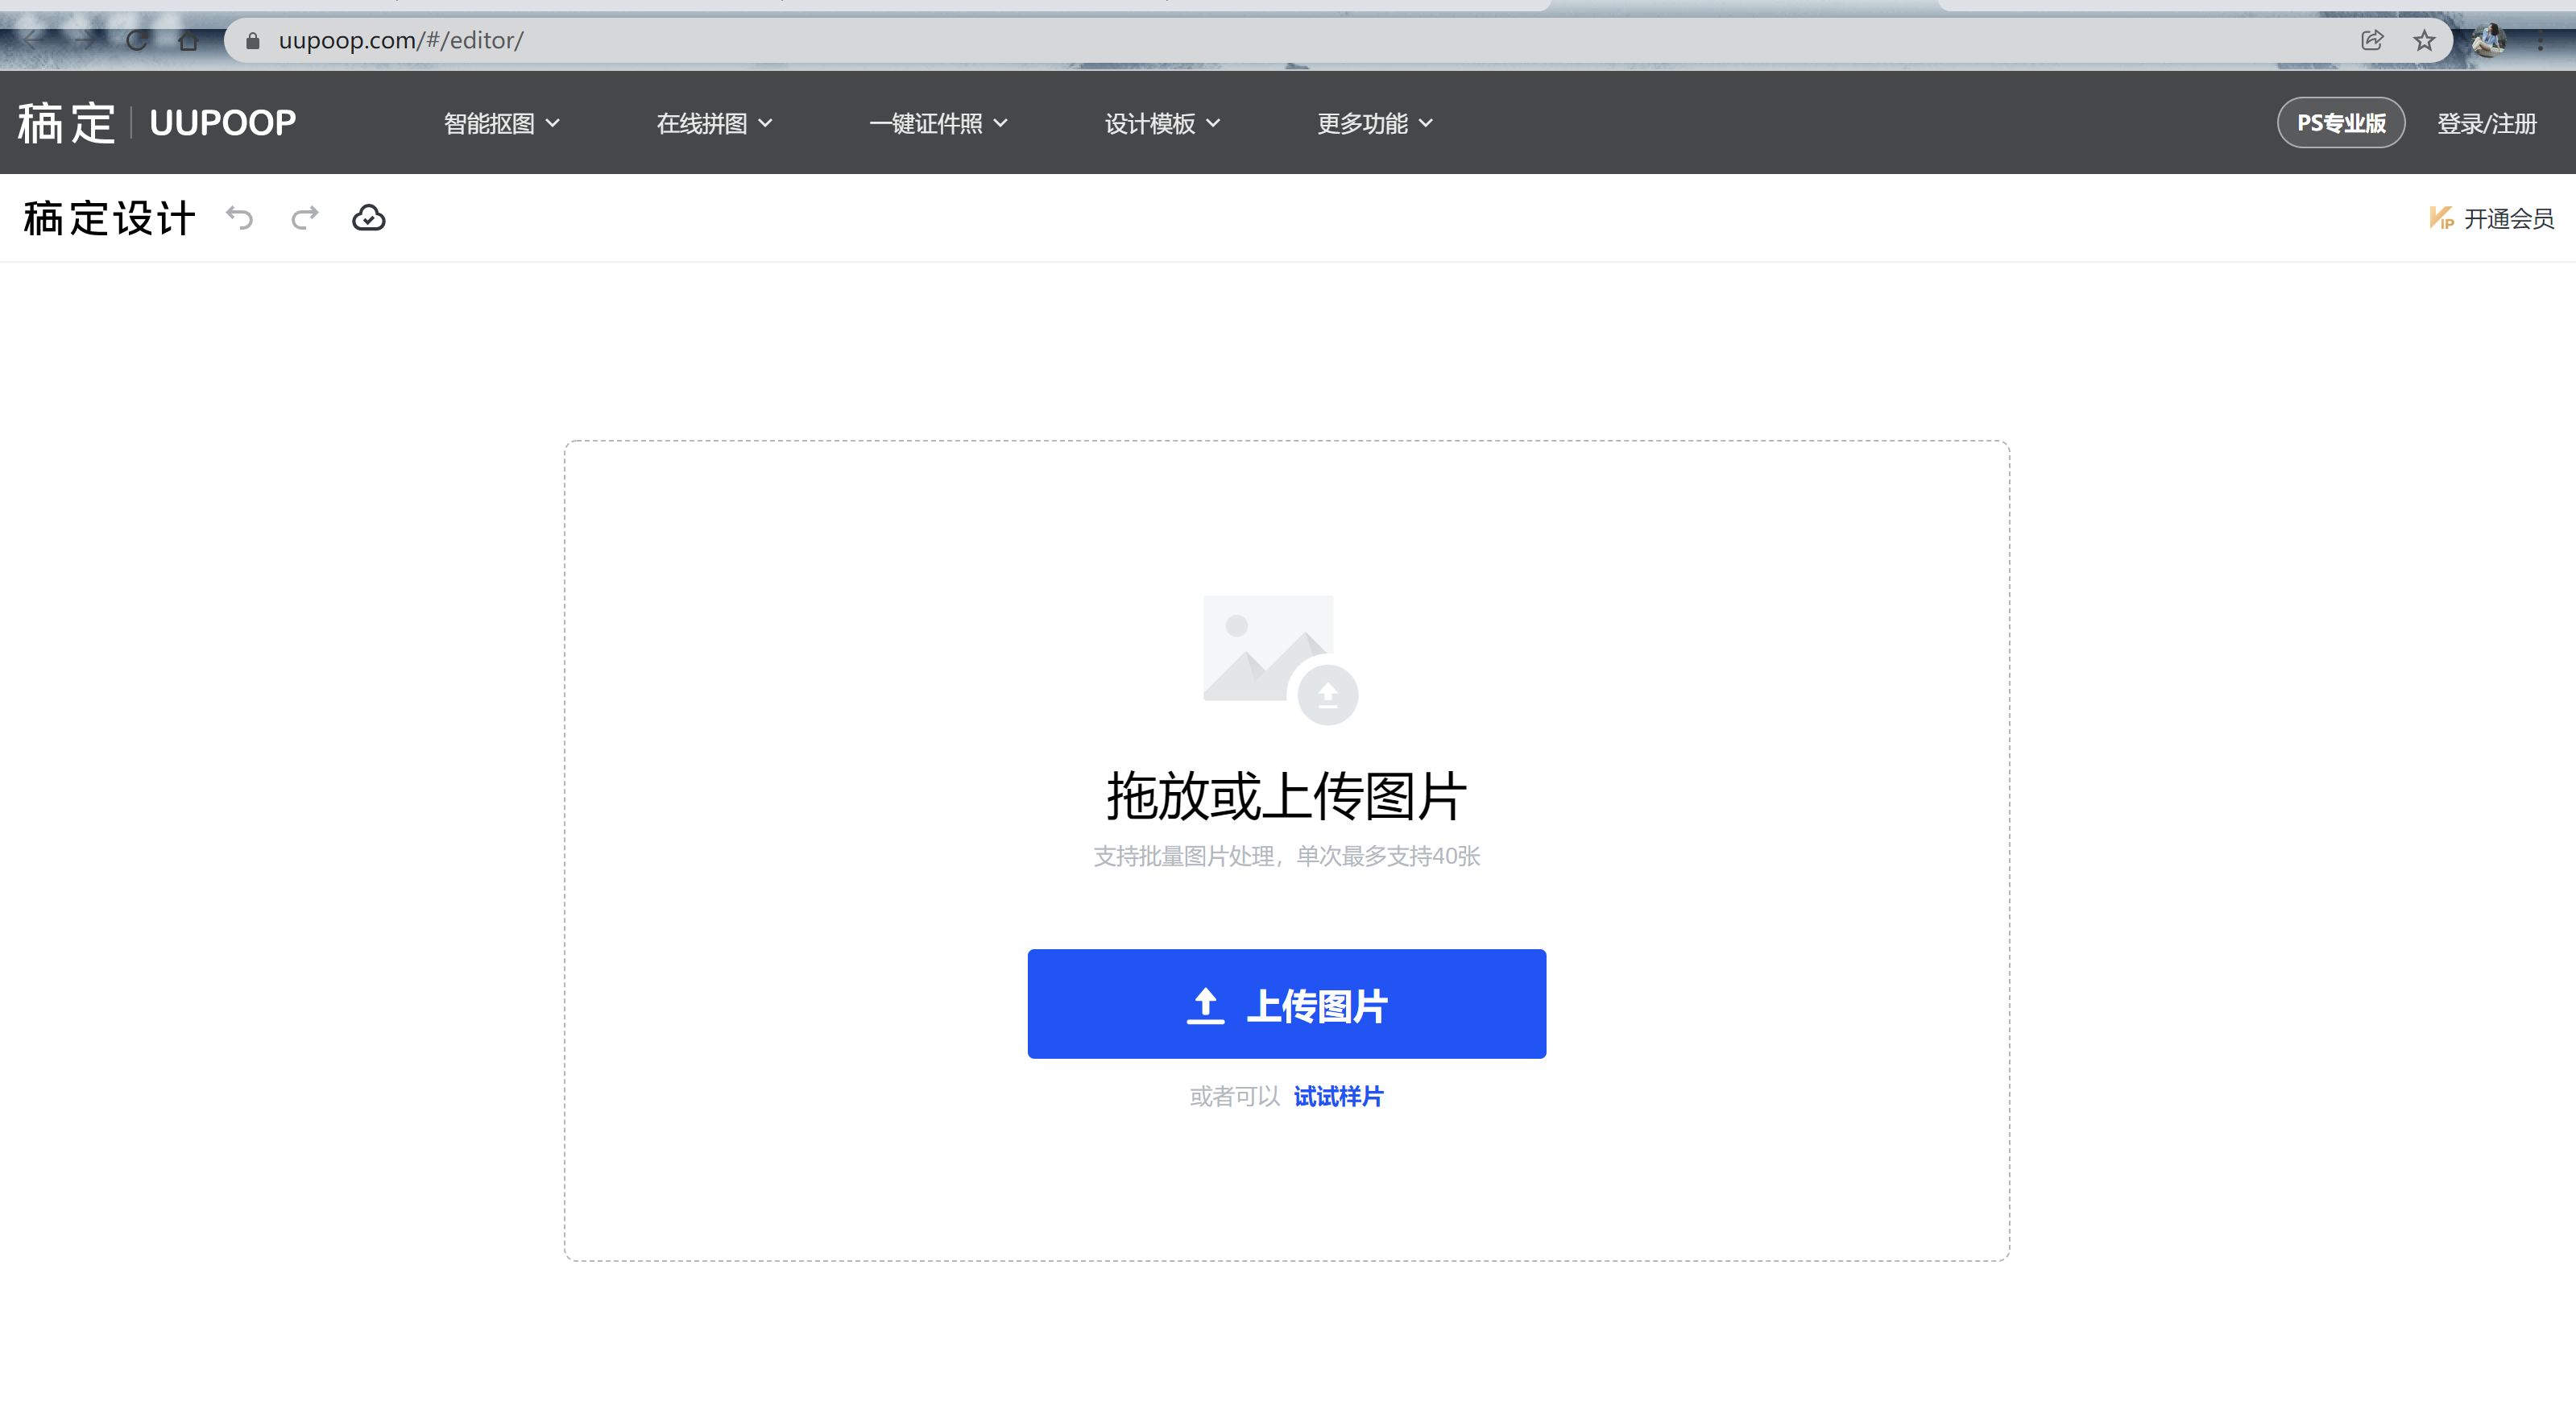 uupoop.com/#/editor/
稿定 UUPOOP 智能抠图 在线拼图 一键证件照 设计模板 更多功能 PS专业版 登录/注册
稿定设计 VIP 开通会员
拖放或上传图片
支持批量图片处理，单次最多支持40张
上传图片
或者可以 试试样片